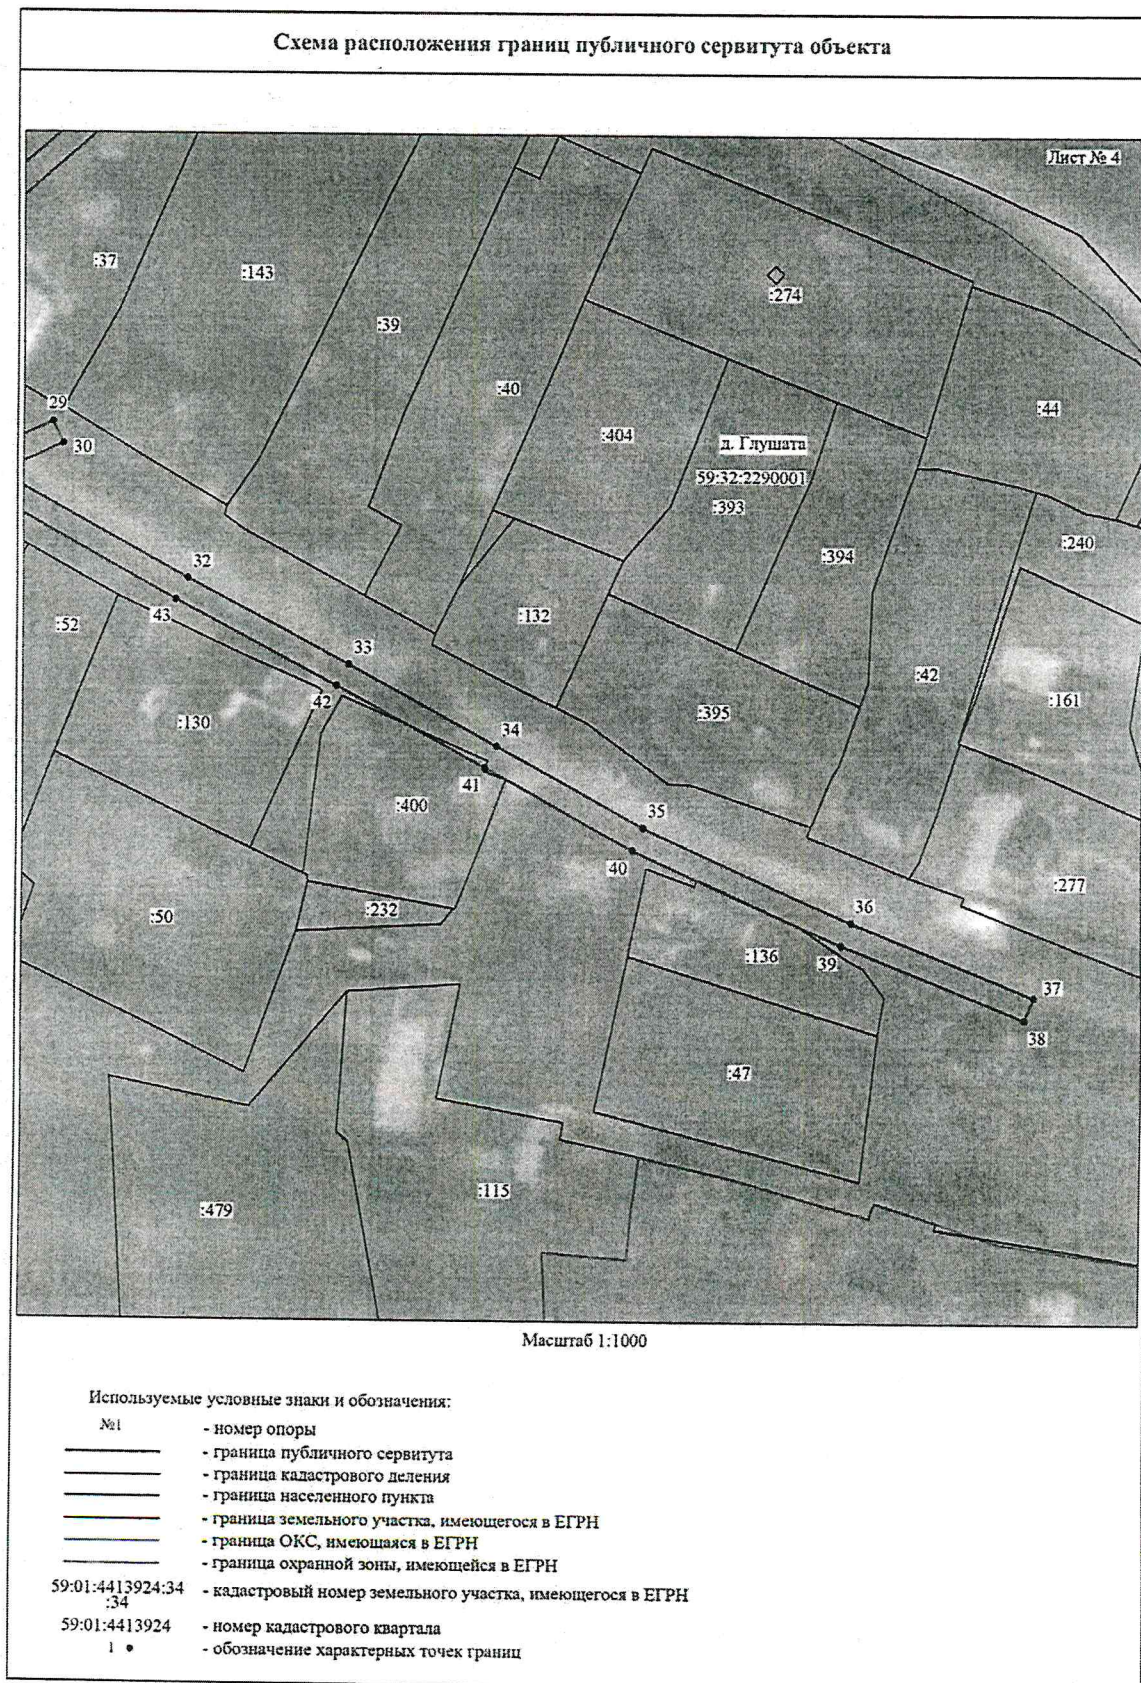 Схема расположения границ публичного сервитута объекта
Лист № 4
:37
:143
:274
:39
:40
:44
29
:404
д. Глушата
30
59:32:2290001
:393
:240
:394
32
43
:132
:52
33
:42
42
:161
:395
:130
34
41
:400
35
40
:277
:232
:50
36
:136
39
37
38
:47
:115
:479
Масштаб 1:1000
Используемые условные знаки и обозначения:
№1 - номер опоры
- граница публичного сервитута
- граница кадастрового деления
- граница населенного пункта
- граница земельного участка, имеющегося в ЕГРН
- граница ОКС, имеющаяся в ЕГРН
- граница охранной зоны, имеющейся в ЕГРН
59:01:4413924:34 - кадастровый номер земельного участка, имеющегося в ЕГРН
:34
59:01:4413924 - номер кадастрового квартала
1 - обозначение характерных точек границ